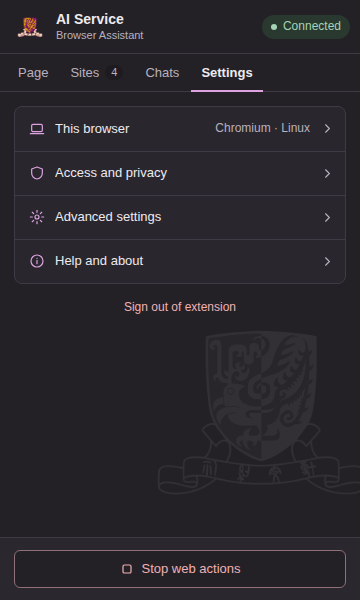 AI Service
Browser Assistant
Connected
Page
Sites 4
Chats
Settings
This browser
Chromium · Linux
Access and privacy
Advanced settings
Help and about
Sign out of extension
Stop web actions